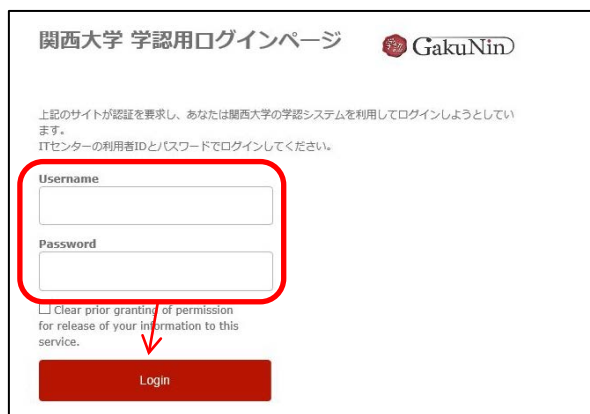 関西大学 学認用ログインページ
GakuNin
上記のサイトが認証を要求し、あなたは関西大学の学認システムを利用してログインしようとしてい
ます。
ITセンターの利用者IDとパスワードでログインしてください。
Username
Password
Clear prior granting of permission
for release of your information to this
service.
Login